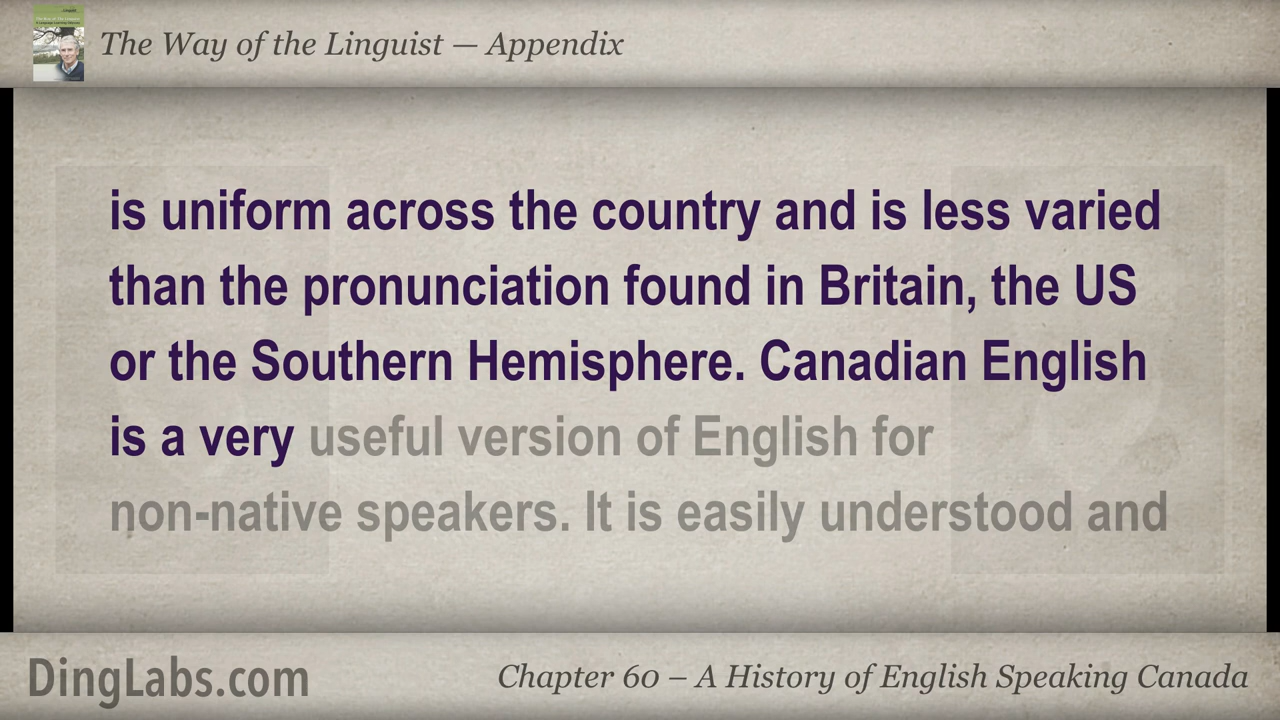 The Way of the Linguist — Appendix
is uniform across the country and is less varied
than the pronunciation found in Britain, the US
or the Southern Hemisphere. Canadian English
is a very useful version of English for
non-native speakers. It is easily understood and
DingLabs.com
Chapter 60 – A History of English Speaking Canada